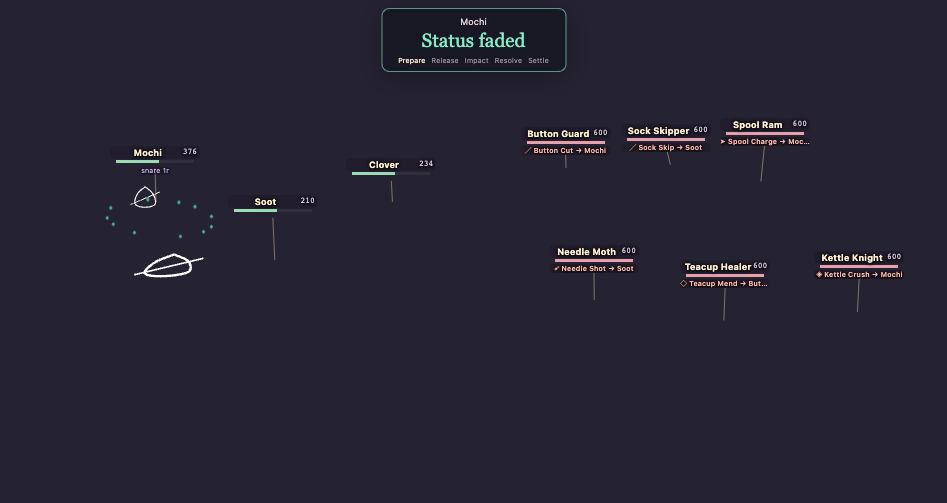 Mochi
Status faded
Prepare Release Impact Resolve Settle
Mochi 376
snare 1r
Soot 210
Clover 234
Button Guard 600
Button Cut → Mochi
Sock Skipper 600
Sock Skip → Soot
Spool Ram 600
Spool Charge → Moc...
Needle Moth 600
Needle Shot → Soot
Teacup Healer 600
Teacup Mend → But...
Kettle Knight 600
Kettle Crush → Mochi